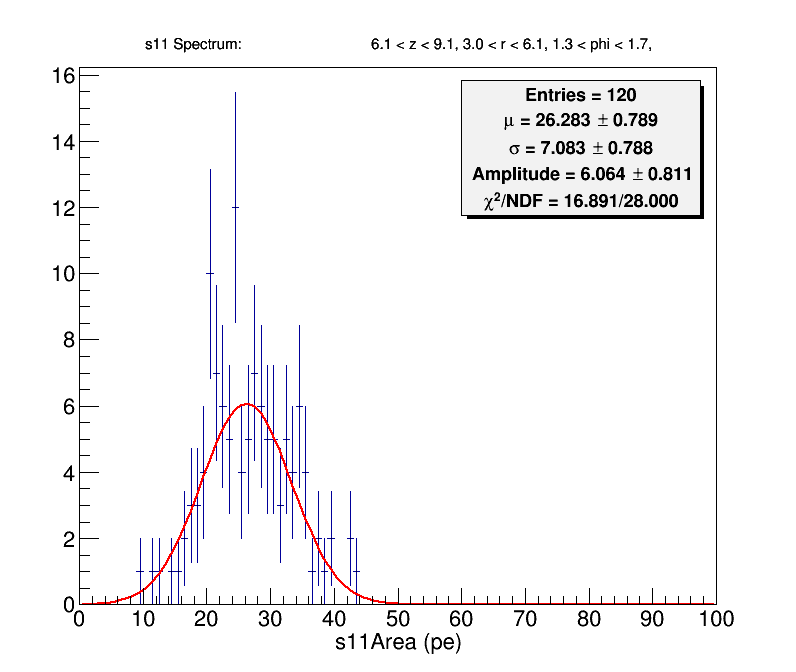 s11 Spectrum: 6.1 < z < 9.1, 3.0 < r < 6.1, 1.3 < phi < 1.7,
Entries = 120
μ = 26.283 ± 0.789
σ = 7.083 ± 0.788
Amplitude = 6.064 ± 0.811
χ²/NDF = 16.891/28.000
16
14
12
10
8
6
4
2
0
0 10 20 30 40 50 60 70 80 90 100
s11Area (pe)